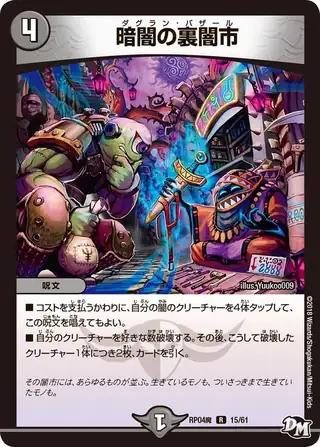 4
ダグラン・バザール
暗闇の裏闇市
呪文
illus.Yuukoo009
■コストを支払うかわりに、自分の闇のクリーチャーを4体タップして、
この呪文を唱えてもよい。
■自分のクリーチャーを好きな数破壊する。その後、こうして破壊した
クリーチャー1体につき2枚、カードを引く。
その闇市には、あらゆるものが並ぶ。生きているモノも、ついさっきまで生きてい
たモノも。
©2018 Wizards/Shogakukan/Mitsui-Kids
RP04魔 R 15/61
DM